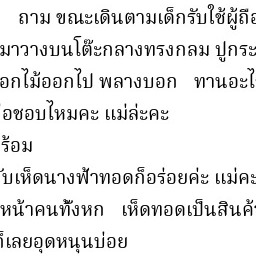 ถาม ขณะเดินตามเด็กรับใช้ผู้ถือ
มาวางบนโต๊ะกลางทรงกลม ปูกระ
อกไม้ออกไป พลางบอก ทานอะไ
อชอบไหมคะ แม่ล่ะคะ
ร้อม
ับเห็ดนางฟ้าทอดก็อร่อยค่ะ แม่คะ
หน้าคนทั้งหก เห็ดทอดเป็นสินค้
ก็เลยอุดหนุนบ่อย